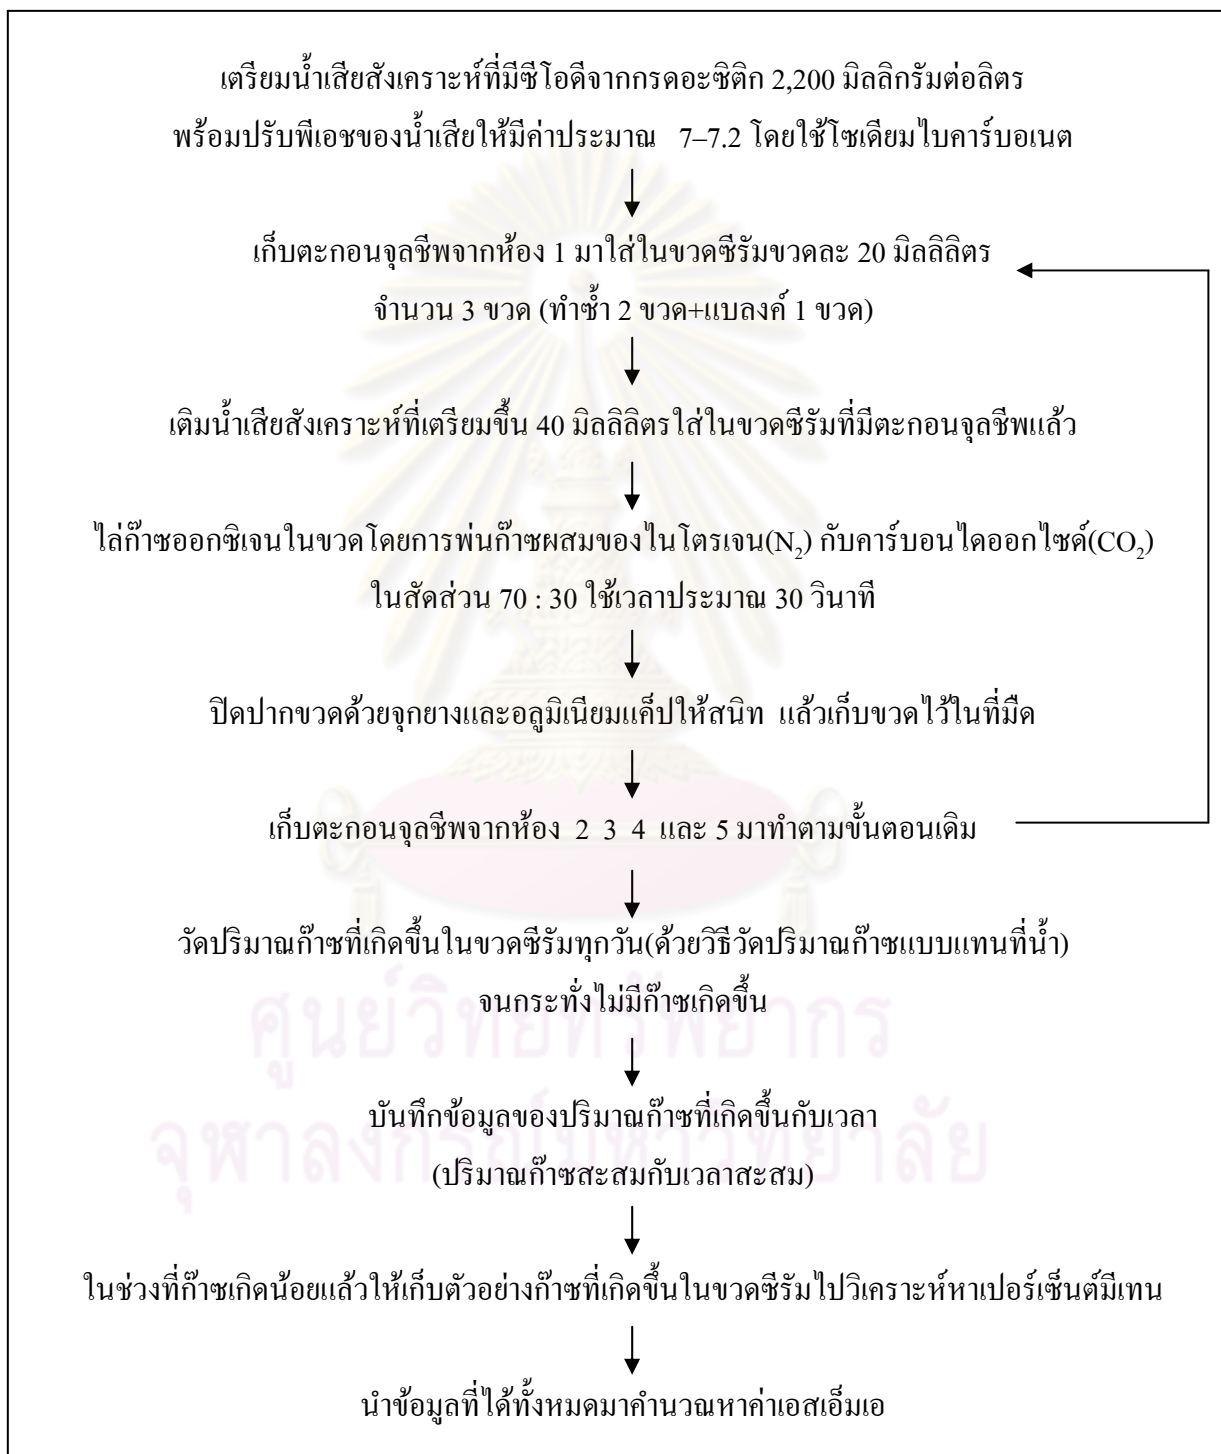 เตรียมน้ำเสียสังเคราะห์ที่มีซีโอดีจากกรดอะซิติก 2,200 มิลลิกรัมต่อลิตร
พร้อมปรับพีเอชของน้ำเสียให้มีค่าประมาณ 7–7.2 โดยใช้โซเดียมไบคาร์บอเนต
เก็บตะกอนจุลชีพจากห้อง 1 มาใส่ในขวดซีรัมขวดละ 20 มิลลิลิตร
จำนวน 3 ขวด (ทำซ้ำ 2 ขวด+แบลงค์ 1 ขวด)
เติมน้ำเสียสังเคราะห์ที่เตรียมขึ้น 40 มิลลิลิตรใส่ในขวดซีรัมที่มีตะกอนจุลชีพแล้ว
ไล่ก๊าซออกซิเจนในขวดโดยการพ่นก๊าซผสมของไนโตรเจน(N₂) กับคาร์บอนไดออกไซด์(CO₂)
ในสัดส่วน 70 : 30 ใช้เวลาประมาณ 30 วินาที
ปิดปากขวดด้วยจุกยางและอลูมิเนียมแค็ปให้สนิท แล้วเก็บขวดไว้ในที่มืด
เก็บตะกอนจุลชีพจากห้อง 2 3 4 และ 5 มาทำตามขั้นตอนเดิม
วัดปริมาณก๊าซที่เกิดขึ้นในขวดซีรัมทุกวัน(ด้วยวิธีวัดปริมาณก๊าซแบบแทนที่น้ำ)
จนกระทั่งไม่มีก๊าซเกิดขึ้น
ศูนย์วิทยทรัพยากร
บันทึกข้อมูลของปริมาณก๊าซที่เกิดขึ้นกับเวลา
จุฬาลงกรณ์มหาวิทยาลัย
(ปริมาณก๊าซสะสมกับเวลาสะสม)
ในช่วงที่ก๊าซเกิดน้อยแล้วให้เก็บตัวอย่างก๊าซที่เกิดขึ้นในขวดซีรัมไปวิเคราะห์หาเปอร์เซ็นต์มีเทน
นำข้อมูลที่ได้ทั้งหมดมาคำนวณหาค่าเอสเอ็มเอ